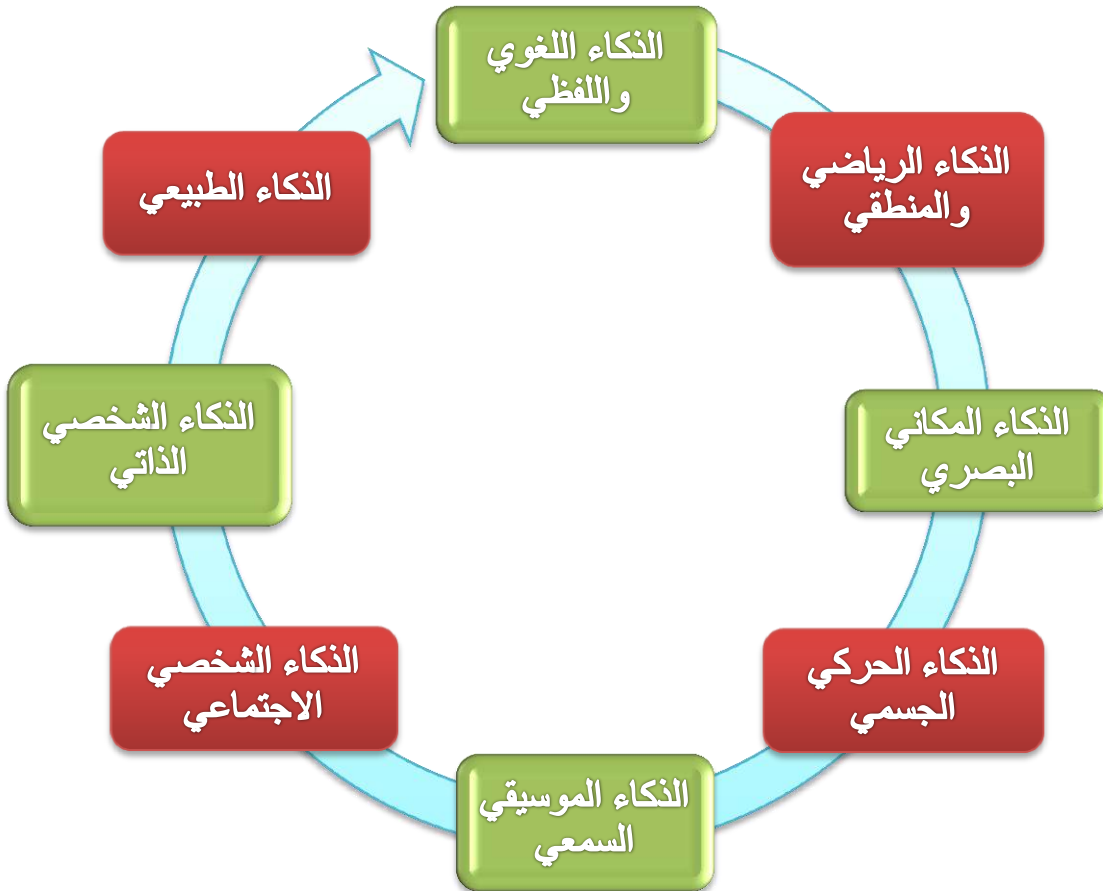 الذكاء اللغوي
واللفظي
الذكاء الرياضي
والمنطقي
الذكاء المكاني
البصري
الذكاء الحركي
الجسمي
الذكاء الموسيقي
السمعي
الذكاء الشخصي
الاجتماعي
الذكاء الشخصي
الذاتي
الذكاء الطبيعي